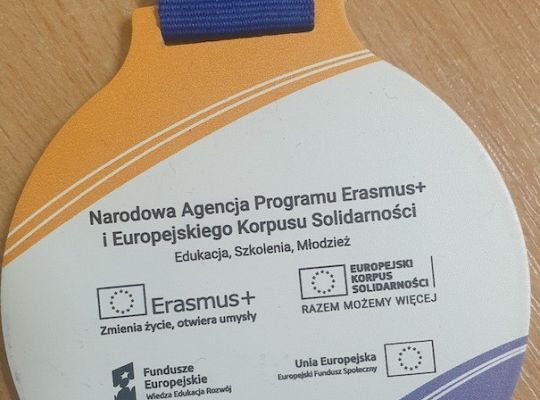 Narodowa Agencja Programu Erasmus+
i Europejskiego Korpusu Solidarności
Edukacja, Szkolenia, Młodzież
Erasmus+
Zmienia życie, otwiera umysły
EUROPEJSKI
KORPUS
SOLIDARNOŚCI
RAZEM MOŻEMY WIĘCEJ
Fundusze
Europejskie
Wiedza Edukacja Rozwój
Unia Europejska
Europejski Fundusz Społeczny